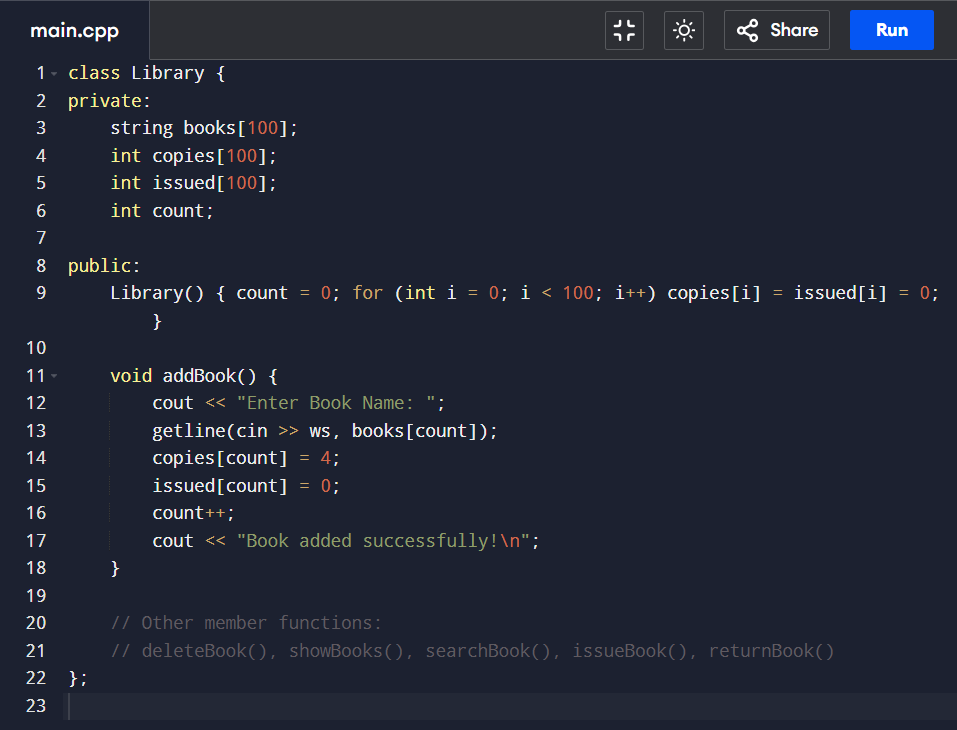 main.cpp
Share
Run
1 class Library {
2 private:
3     string books[100];
4     int copies[100];
5     int issued[100];
6     int count;
7
8 public:
9     Library() { count = 0; for (int i = 0; i < 100; i++) copies[i] = issued[i] = 0;
        }
10
11     void addBook() {
12         cout << "Enter Book Name: ";
13         getline(cin >> ws, books[count]);
14         copies[count] = 4;
15         issued[count] = 0;
16         count++;
17         cout << "Book added successfully!\n";
18     }
19
20     // Other member functions:
21     // deleteBook(), showBooks(), searchBook(), issueBook(), returnBook()
22 };
23